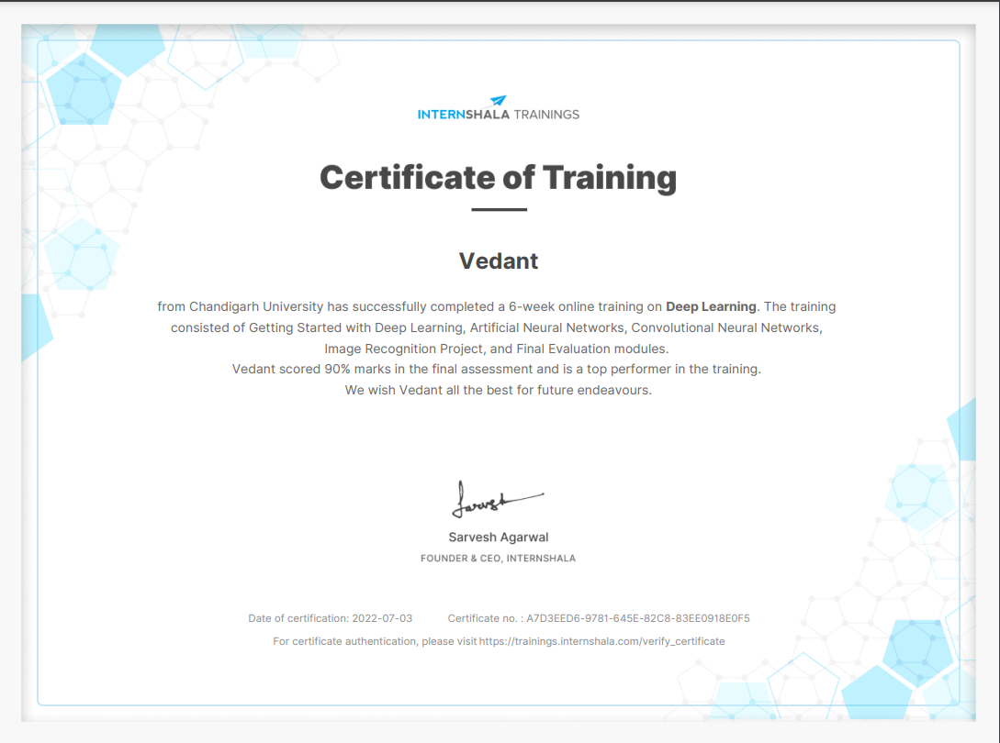 INTERNSHALA TRAININGS
Certificate of Training
Vedant
from Chandigarh University has successfully completed a 6-week online training on Deep Learning. The training
consisted of Getting Started with Deep Learning, Artificial Neural Networks, Convolutional Neural Networks,
Image Recognition Project, and Final Evaluation modules.
Vedant scored 90% marks in the final assessment and is a top performer in the training.
We wish Vedant all the best for future endeavours.
Sarvesh
Sarvesh Agarwal
FOUNDER & CEO, INTERNSHALA
Date of certification: 2022-07-03 Certificate no. : A7D3EED6-9781-645E-82C8-83EE0918E0F5
For certificate authentication, please visit https://trainings.internshala.com/verify_certificate